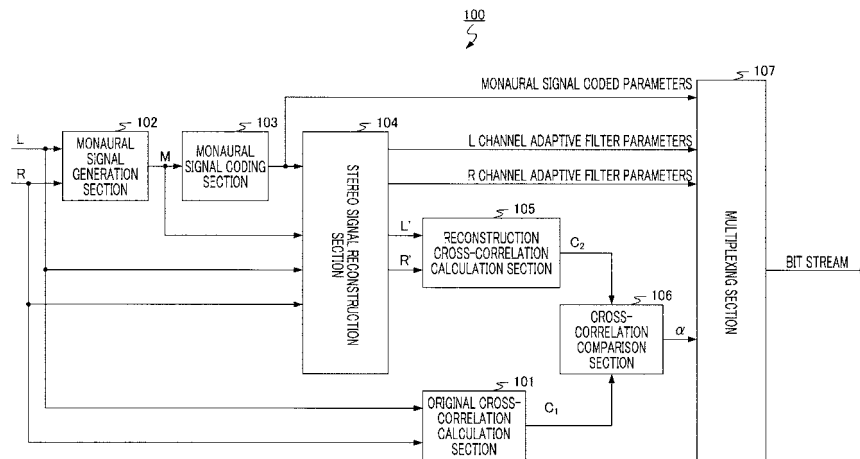 100
107
MONAURAL SIGNAL CODED PARAMETERS
102
103
104
L
MONAURAL
SIGNAL
GENERATION
SECTION
M
MONAURAL
SIGNAL CODING
SECTION
L CHANNEL ADAPTIVE FILTER PARAMETERS
R
R CHANNEL ADAPTIVE FILTER PARAMETERS
STEREO SIGNAL RECONSTRUCTION
SECTION
105
L'
R'
RECONSTRUCTION
CROSS-CORRELATION
CALCULATION SECTION
C₂
MULTIPLEXING SECTION
BIT STREAM
106
CROSS-
CORRELATION
COMPARISON
SECTION
α
101
ORIGINAL CROSS-
CORRELATION
CALCULATION
SECTION
C₁